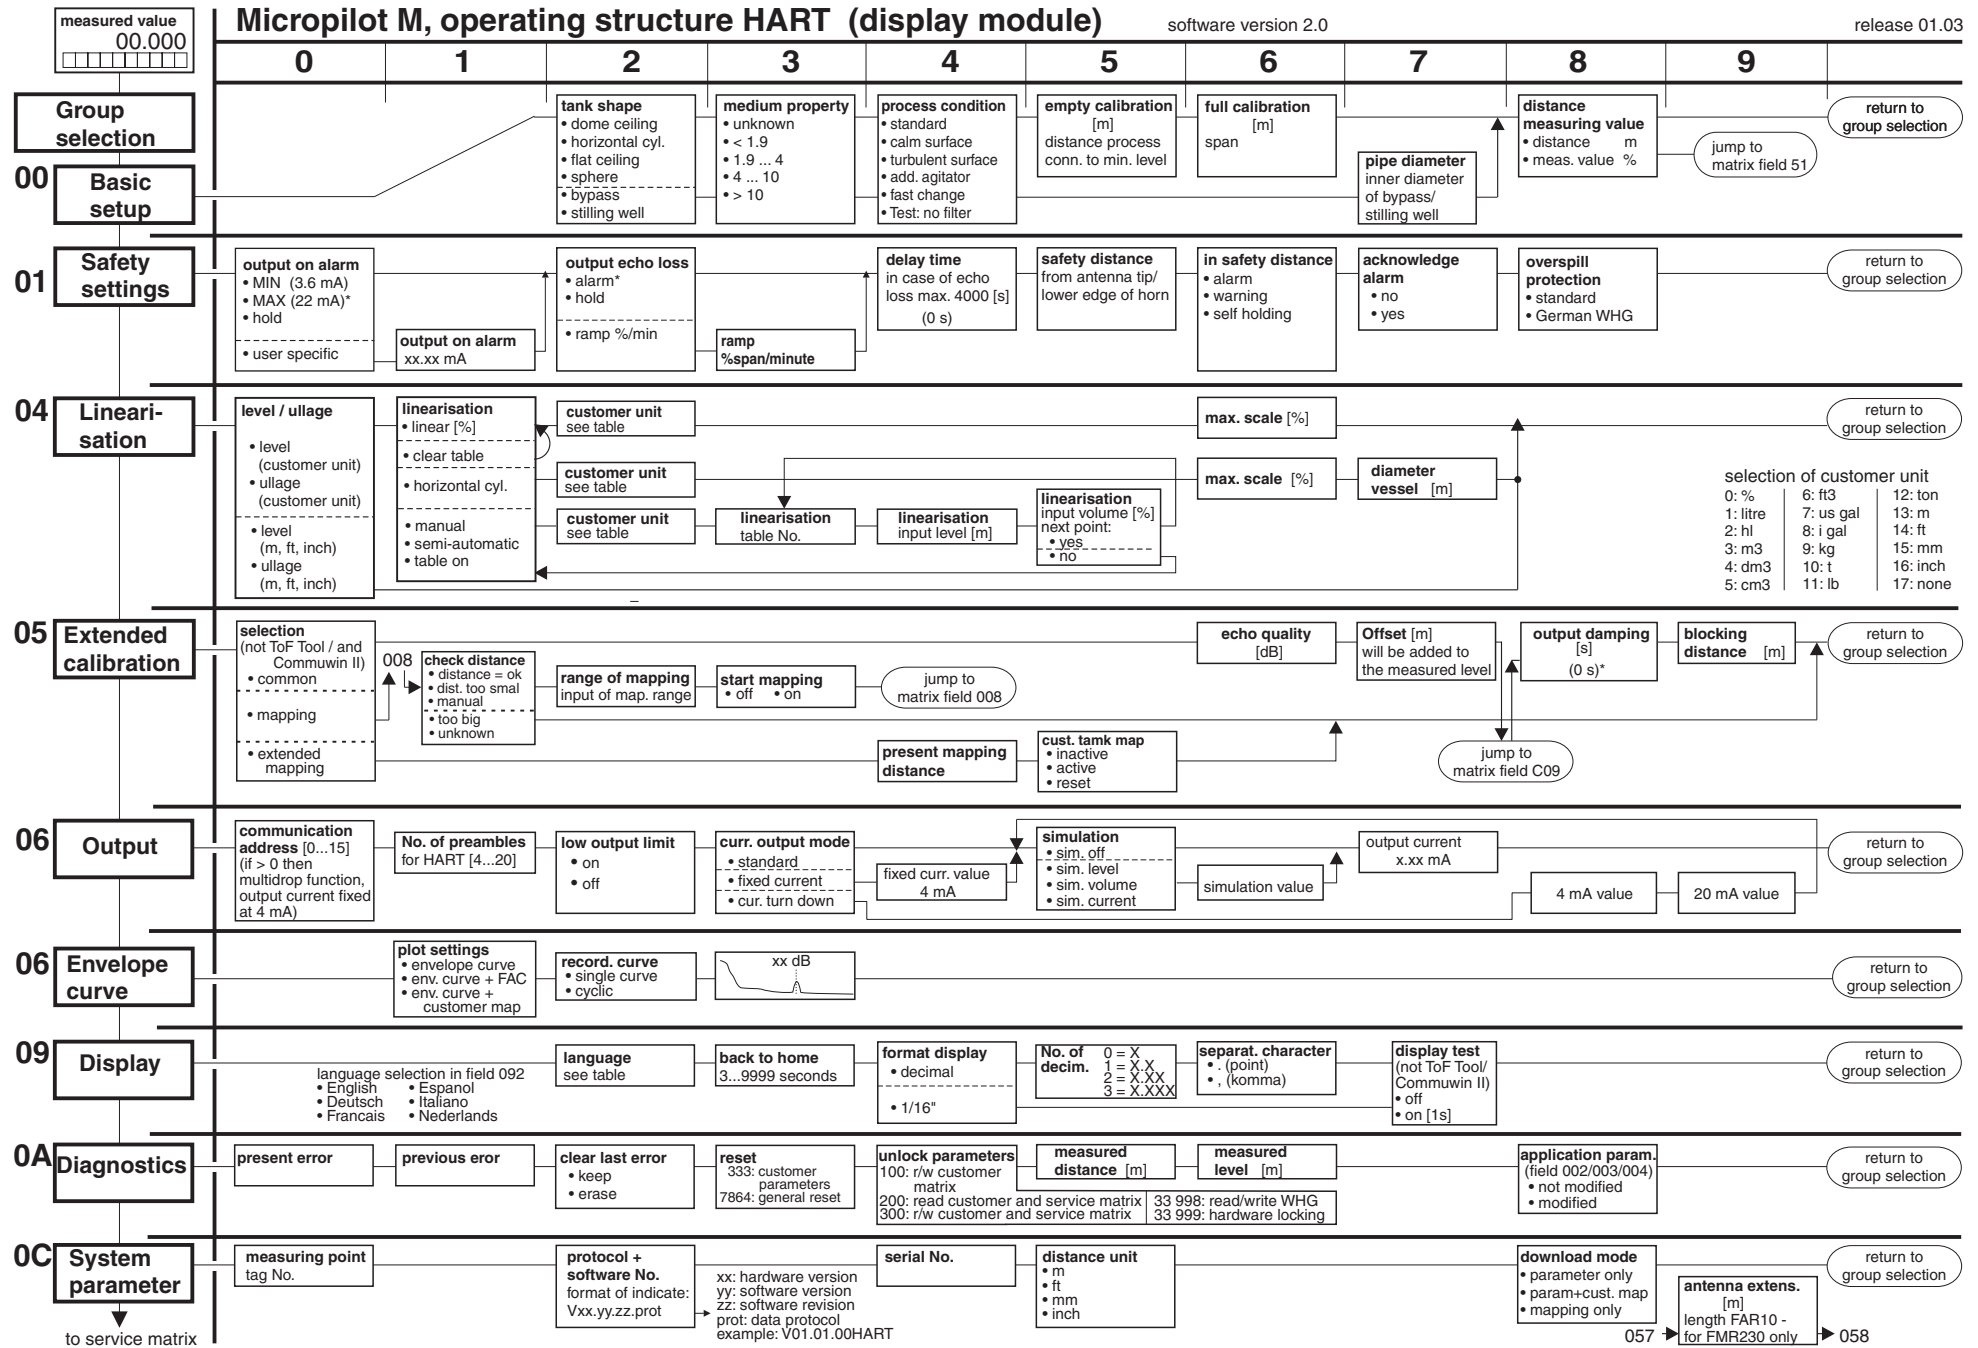 measured value
00.000
Micropilot M, operating structure HART (display module)
software version 2.0
release 01.03
0 1 2 3 4 5 6 7 8 9
Group
selection
return to
group selection
00
Basic
setup
tank shape
• dome ceiling
• horizontal cyl.
• flat ceiling
• sphere
• bypass
• stilling well
medium property
• unknown
• < 1.9
• 1.9 ... 4
• 4 ... 10
• > 10
process condition
• standard
• calm surface
• turbulent surface
• add. agitator
• fast change
• Test: no filter
empty calibration
[m]
distance process
conn. to min. level
full calibration
[m]
span
pipe diameter
inner diameter
of bypass/
stilling well
distance
measuring value
• distance m
• meas. value %
jump to
matrix field 51
01
Safety
settings
output on alarm
• MIN (3.6 mA)
• MAX (22 mA)*
• hold
• user specific
output on alarm
xx.xx mA
output echo loss
• alarm*
• hold
• ramp %/min
ramp
%span/minute
delay time
in case of echo
loss max. 4000 [s]
(0 s)
safety distance
from antenna tip/
lower edge of horn
in safety distance
• alarm
• warning
• self holding
acknowledge
alarm
• no
• yes
overspill
protection
• standard
• German WHG
return to
group selection
04
Lineari-
sation
level / ullage
• level
(customer unit)
• ullage
(customer unit)
• level
(m, ft, inch)
• ullage
(m, ft, inch)
linearisation
• linear [%]
• clear table
• horizontal cyl.
• manual
• semi-automatic
• table on
customer unit
see table
customer unit
see table
customer unit
see table
linearisation
table No.
linearisation
input level [m]
linearisation
input volume [%]
next point:
• yes
• no
max. scale [%]
max. scale [%]
diameter
vessel [m]
return to
group selection
selection of customer unit
0: % 6: ft3 12: ton
1: litre 7: us gal 13: m
2: hl 8: i gal 14: ft
3: m3 9: kg 15: mm
4: dm3 10: t 16: inch
5: cm3 11: lb 17: none
05
Extended
calibration
selection
(not ToF Tool / and
Commuwin II)
• common
• mapping
• extended
mapping
008
check distance
• distance = ok
• dist. too smal
• manual
• too big
• unknown
range of mapping
input of map. range
start mapping
• off • on
jump to
matrix field 008
present mapping
distance
cust. tamk map
• inactive
• active
• reset
echo quality
[dB]
Offset [m]
will be added to
the measured level
jump to
matrix field C09
output damping
[s]
(0 s)*
blocking
distance [m]
return to
group selection
06
Output
communication
address [0...15]
(if > 0 then
multidrop function,
output current fixed
at 4 mA)
No. of preambles
for HART [4...20]
low output limit
• on
• off
curr. output mode
• standard
• fixed current
• cur. turn down
fixed curr. value
4 mA
simulation
• sim. off
• sim. level
• sim. volume
• sim. current
simulation value
output current
x.xx mA
4 mA value
20 mA value
return to
group selection
06
Envelope
curve
plot settings
• envelope curve
• env. curve + FAC
• env. curve +
customer map
record. curve
• single curve
• cyclic
xx dB
return to
group selection
09
Display
language selection in field 092
• English • Espanol
• Deutsch • Italiano
• Francais • Nederlands
language
see table
back to home
3...9999 seconds
format display
• decimal
• 1/16"
No. of 0 = X
decim. 1 = X.X
2 = X.XX
3 = X.XXX
separat. character
• . (point)
• , (komma)
display test
(not ToF Tool/
Commuwin II)
• off
• on [1s]
return to
group selection
0A
Diagnostics
present error
previous eror
clear last error
• keep
• erase
reset
333: customer
parameters
7864: general reset
unlock parameters
100: r/w customer
matrix
200: read customer and service matrix
300: r/w customer and service matrix
33 998: read/write WHG
33 999: hardware locking
measured
distance [m]
measured
level [m]
application param.
(field 002/003/004)
• not modified
• modified
return to
group selection
0C
System
parameter
to service matrix
measuring point
tag No.
protocol +
software No.
format of indicate:
Vxx.yy.zz.prot
xx: hardware version
yy: software version
zz: software revision
prot: data protocol
example: V01.01.00HART
serial No.
distance unit
• m
• ft
• mm
• inch
download mode
• parameter only
• param+cust. map
• mapping only
057
antenna extens.
[m]
length FAR10 -
for FMR230 only
058
return to
group selection